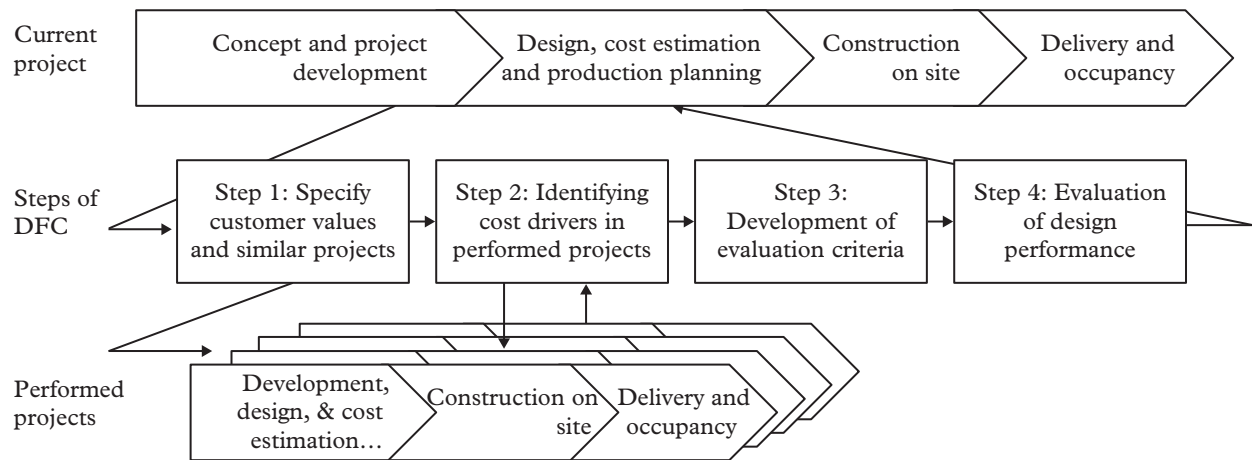 Current
project
Concept and project
development
Design, cost estimation
and production planning
Construction
on site
Delivery and
occupancy
Steps of
DFC
Step 1: Specify
customer values
and similar projects
Step 2: Identifying
cost drivers in
performed projects
Step 3:
Development of
evaluation criteria
Step 4: Evaluation
of design
performance
Performed
projects
Development,
design, & cost
estimation…
Construction on
site
Delivery and
occupancy